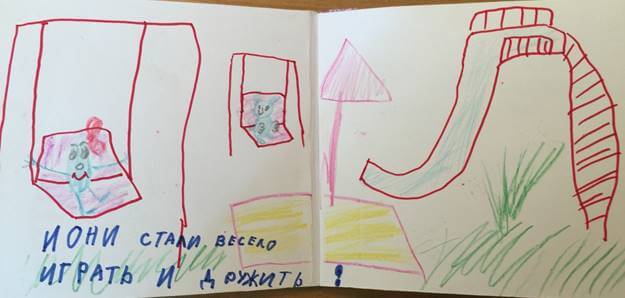 И ОНИ СТАЛИ ВЕСЕЛО
ИГРАТЬ И ДРУЖИТЬ !